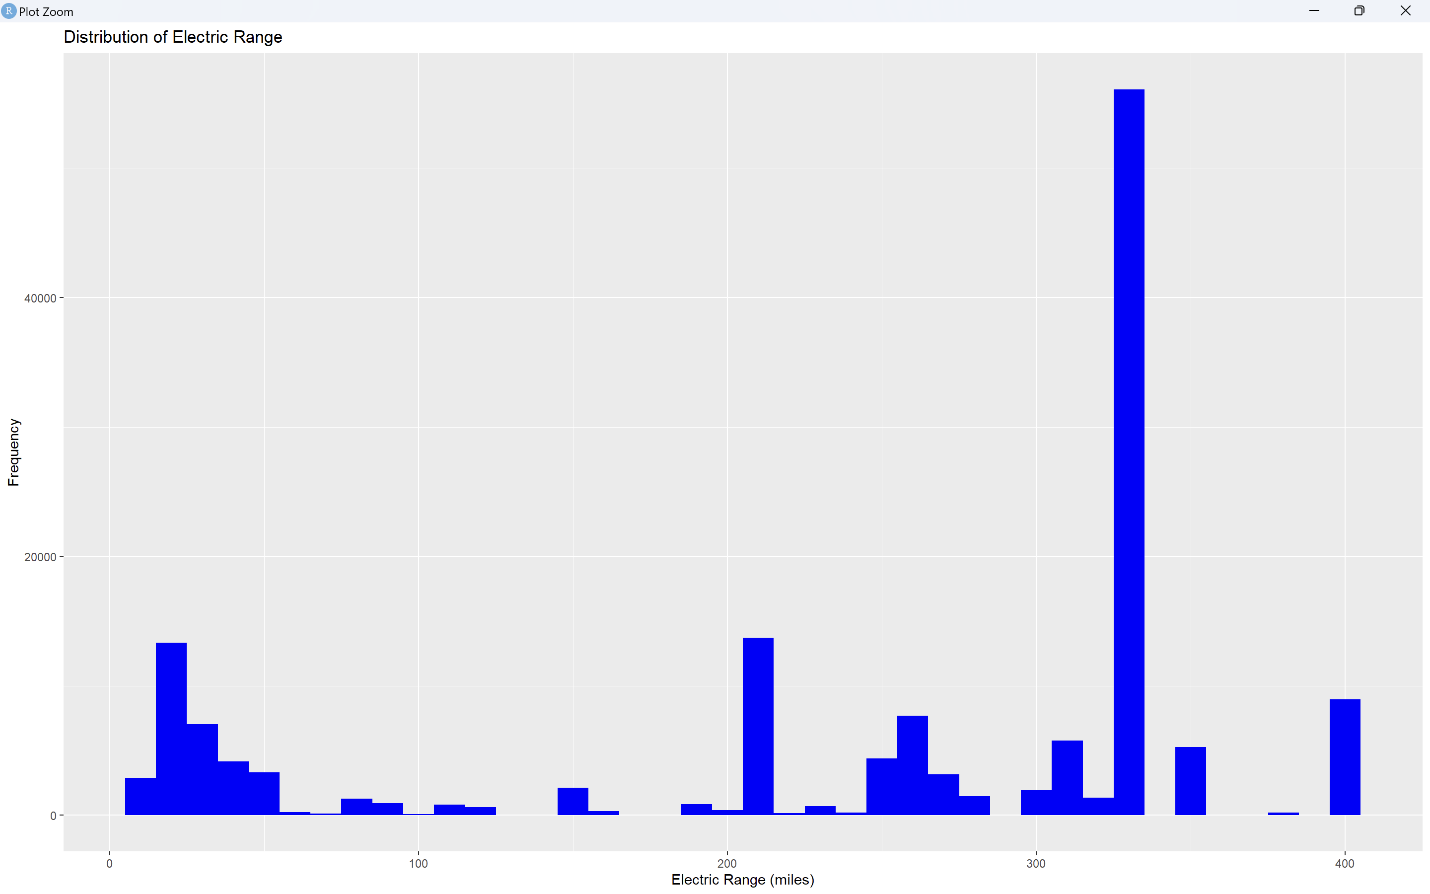 R Plot Zoom
Distribution of Electric Range
Frequency
40000
20000
0
0 100 200 300 400
Electric Range (miles)